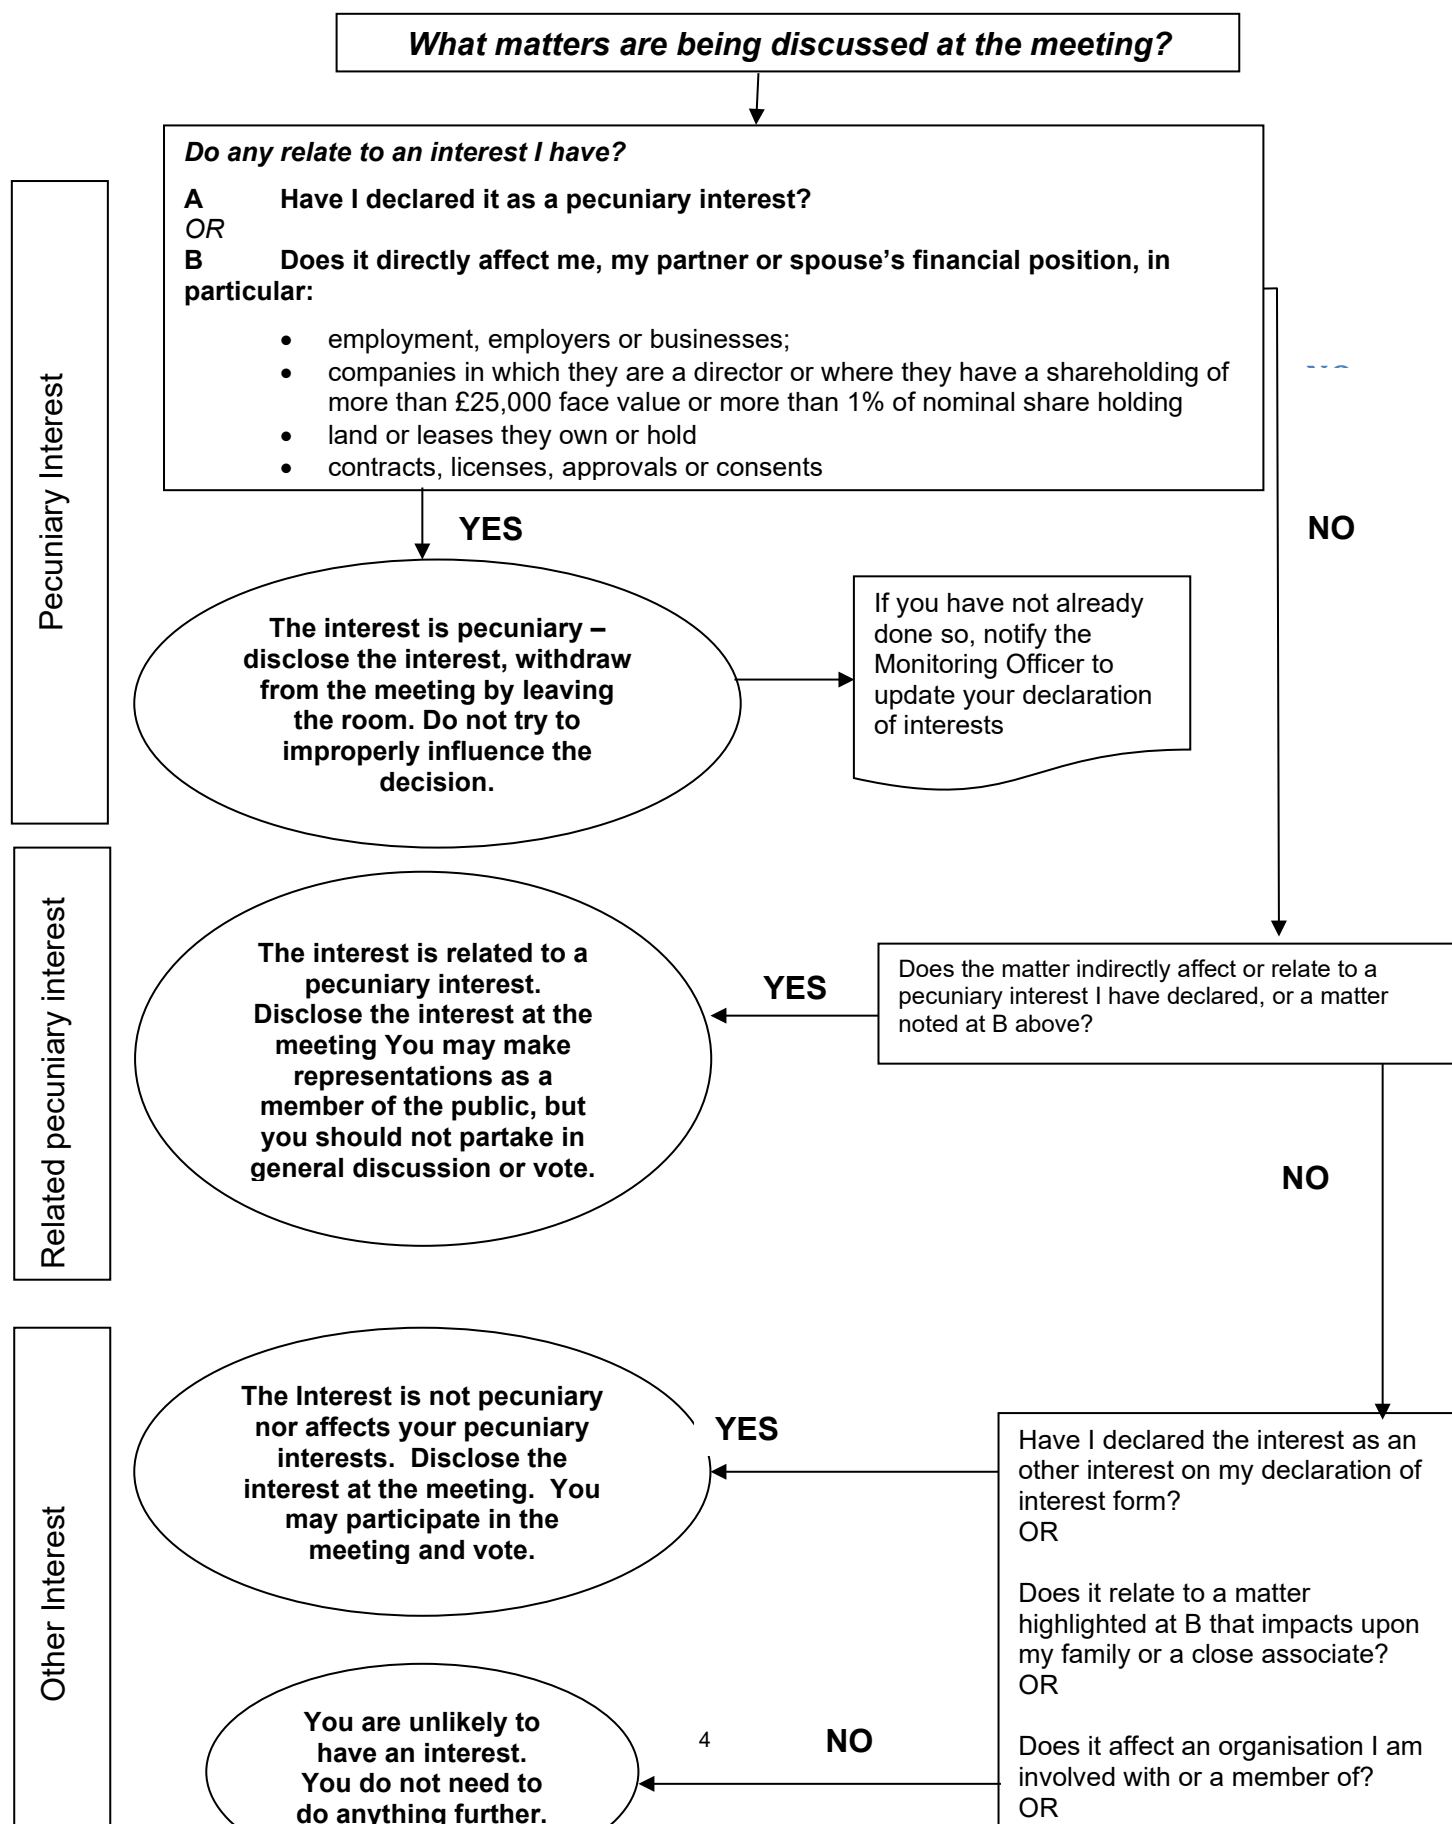 What matters are being discussed at the meeting?
Do any relate to an interest I have?
A Have I declared it as a pecuniary interest?
OR
B Does it directly affect me, my partner or spouse’s financial position, in
particular:
• employment, employers or businesses;
• companies in which they are a director or where they have a shareholding of
more than £25,000 face value or more than 1% of nominal share holding
• land or leases they own or hold
• contracts, licenses, approvals or consents
Pecuniary Interest
YES
NO
The interest is pecuniary –
disclose the interest, withdraw
from the meeting by leaving
the room. Do not try to
improperly influence the
decision.
If you have not already
done so, notify the
Monitoring Officer to
update your declaration
of interests
Related pecuniary interest
The interest is related to a
pecuniary interest.
Disclose the interest at the
meeting You may make
representations as a
member of the public, but
you should not partake in
general discussion or vote.
YES
Does the matter indirectly affect or relate to a
pecuniary interest I have declared, or a matter
noted at B above?
NO
Other Interest
The Interest is not pecuniary
nor affects your pecuniary
interests. Disclose the
interest at the meeting. You
may participate in the
meeting and vote.
YES
Have I declared the interest as an
other interest on my declaration of
interest form?
OR
Does it relate to a matter
highlighted at B that impacts upon
my family or a close associate?
OR
Does it affect an organisation I am
involved with or a member of?
OR
You are unlikely to
have an interest.
You do not need to
do anything further.
4
NO